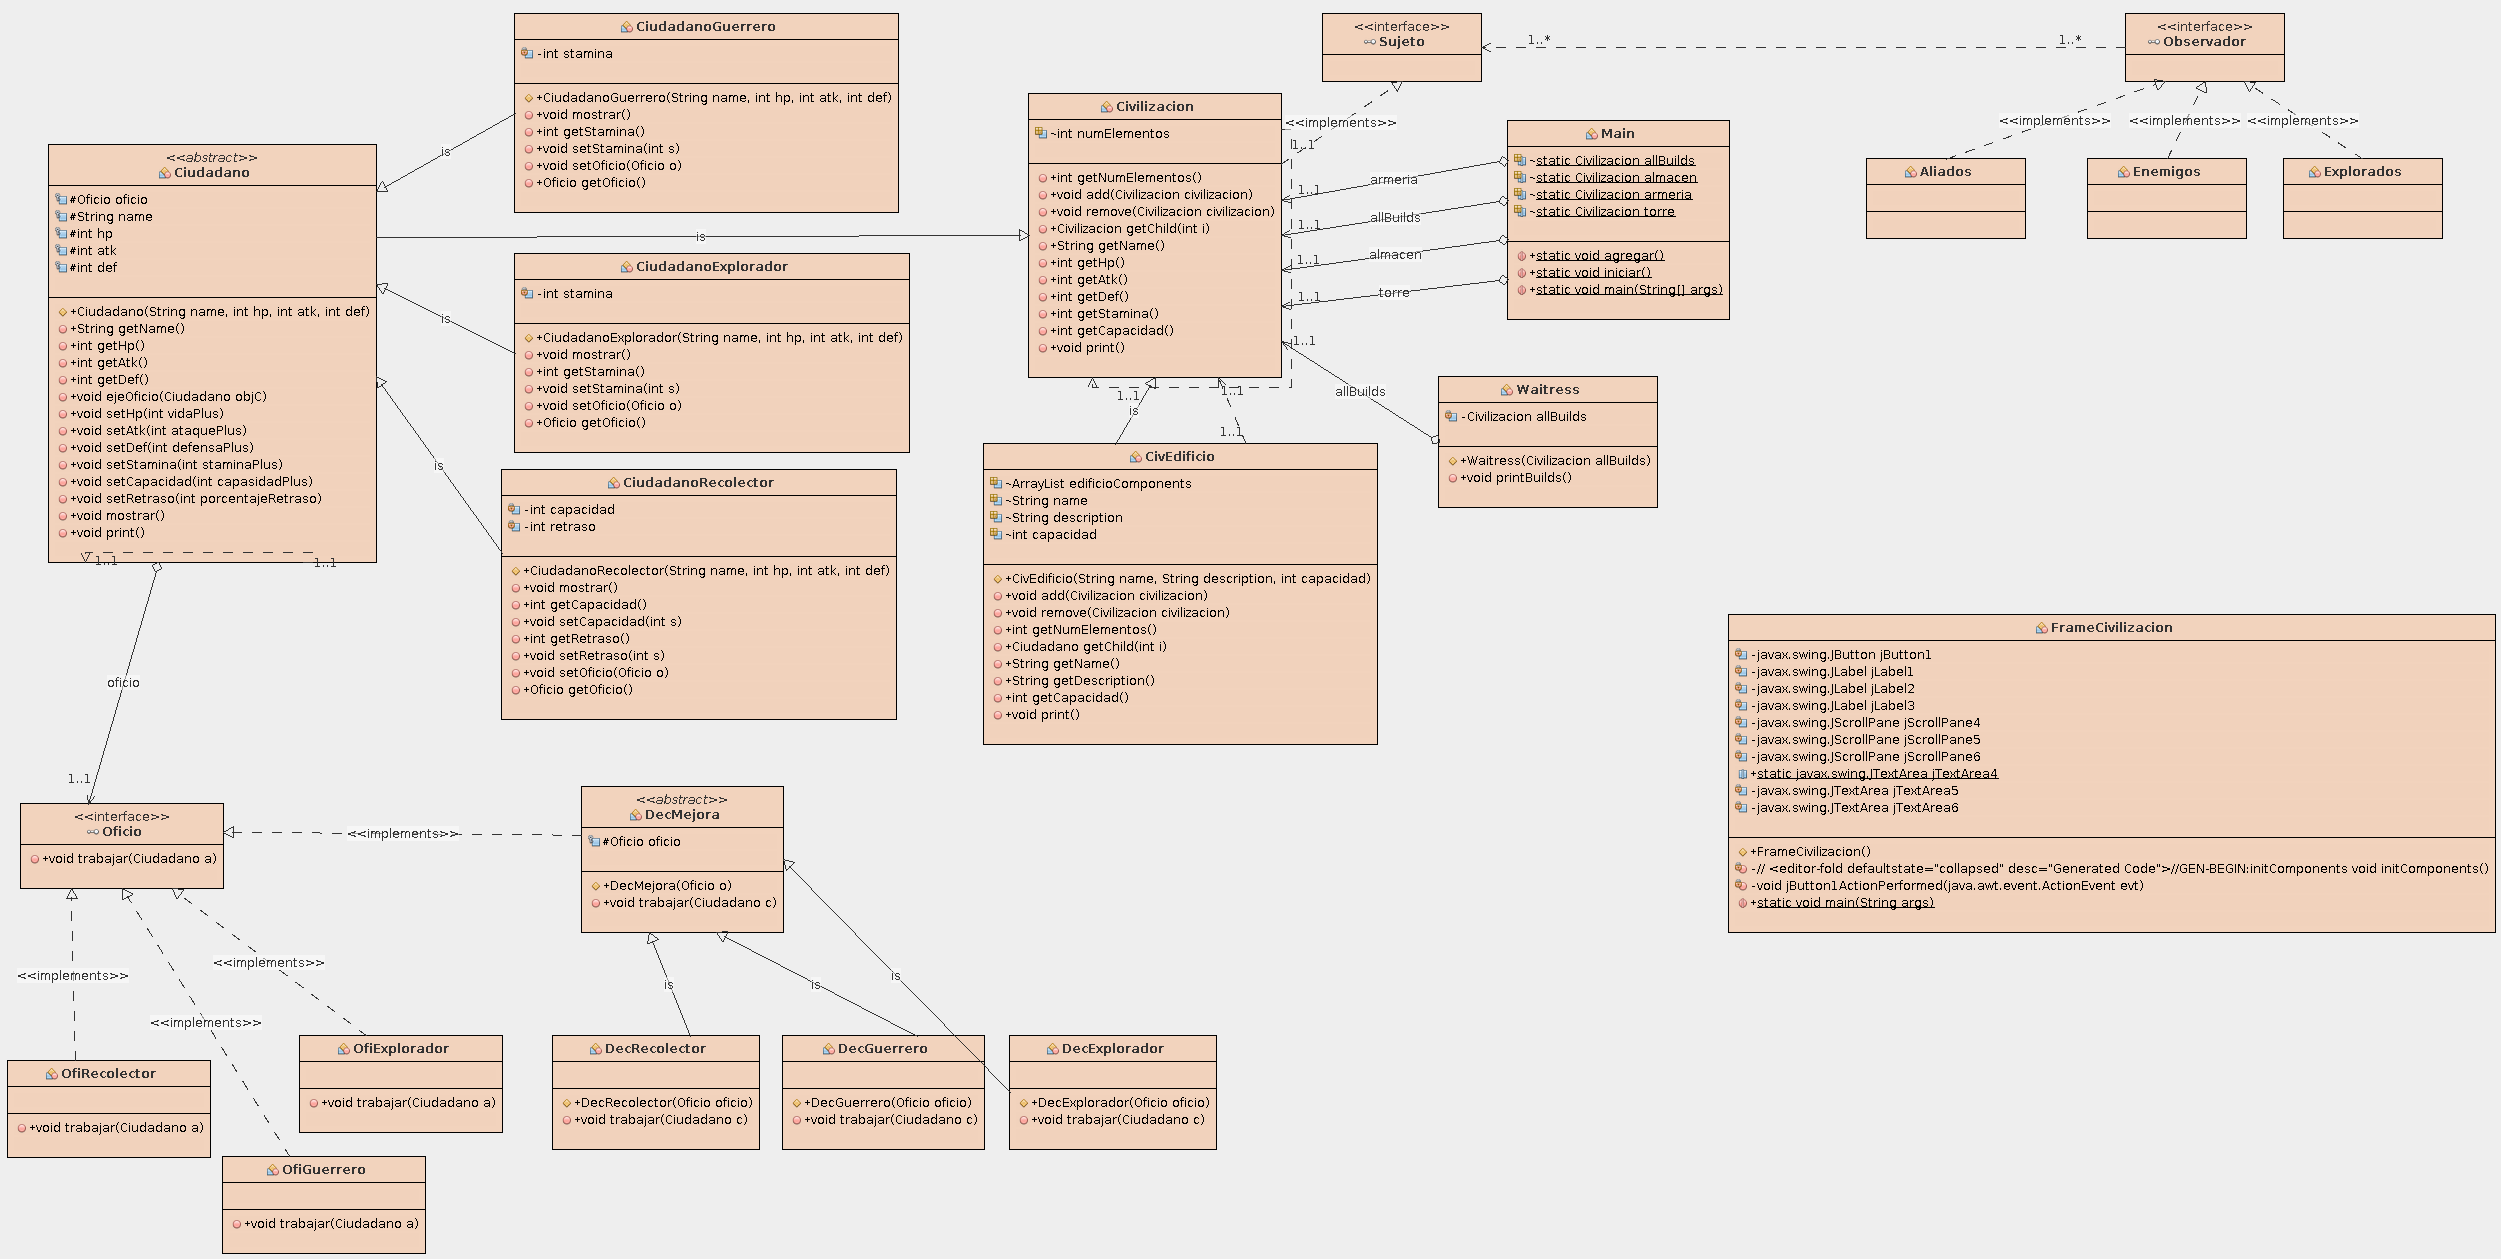 CiudadanoGuerrero
-int stamina
+CiudadanoGuerrero(String name, int hp, int atk, int def)
+void mostrar()
+int getStamina()
+void setStamina(int s)
+void setOficio(Oficio o)
+Oficio getOficio()
<<interface>>
Sujeto
1..*
1..*
<<interface>>
Observador
<<implements>>
<<implements>>
<<implements>>
<<implements>>
Aliados
Enemigos
Explorados
Civilizacion
~int numElementos
+int getNumElementos()
+void add(Civilizacion civilizacion)
+void remove(Civilizacion civilizacion)
+Civilizacion getChild(int i)
+String getName()
+int getHp()
+int getAtk()
+int getDef()
+int getStamina()
+int getCapacidad()
+void print()
1..1
1..1
1..1
1..1
1..1
1..1
armeria
allBuilds
almacen
torre
Main
~static Civilizacion allBuilds
~static Civilizacion almacen
~static Civilizacion armeria
~static Civilizacion torre
+static void agregar()
+static void iniciar()
+static void main(String[] args)
<<abstract>>
Ciudadano
#Oficio oficio
#String name
#int hp
#int atk
#int def
+Ciudadano(String name, int hp, int atk, int def)
+String getName()
+int getHp()
+int getAtk()
+int getDef()
+void ejeOficio(Ciudadano objC)
+void setHp(int vidaPlus)
+void setAtk(int ataquePlus)
+void setDef(int defensaPlus)
+void setStamina(int staminaPlus)
+void setCapacidad(int capasidadPlus)
+void setRetraso(int porcentajeRetraso)
+void mostrar()
+void print()
1..1
1..1
is
is
is
is
CiudadanoExplorador
-int stamina
+CiudadanoExplorador(String name, int hp, int atk, int def)
+void mostrar()
+int getStamina()
+void setStamina(int s)
+void setOficio(Oficio o)
+Oficio getOficio()
CiudadanoRecolector
-int capacidad
-int retraso
+CiudadanoRecolector(String name, int hp, int atk, int def)
+void mostrar()
+int getCapacidad()
+void setCapacidad(int s)
+int getRetraso()
+void setRetraso(int s)
+void setOficio(Oficio o)
+Oficio getOficio()
1..1
is
1..1
1..1
allBuilds
Waitress
-Civilizacion allBuilds
+Waitress(Civilizacion allBuilds)
+void printBuilds()
CivEdificio
~ArrayList edificioComponents
~String name
~String description
~int capacidad
+CivEdificio(String name, String description, int capacidad)
+void add(Civilizacion civilizacion)
+void remove(Civilizacion civilizacion)
+int getNumElementos()
+Ciudadano getChild(int i)
+String getName()
+String getDescription()
+int getCapacidad()
+void print()
FrameCivilizacion
-javax.swing.JButton jButton1
-javax.swing.JLabel jLabel1
-javax.swing.JLabel jLabel2
-javax.swing.JLabel jLabel3
-javax.swing.JScrollPane jScrollPane4
-javax.swing.JScrollPane jScrollPane5
-javax.swing.JScrollPane jScrollPane6
+static javax.swing.JTextArea jTextArea4
-javax.swing.JTextArea jTextArea5
-javax.swing.JTextArea jTextArea6
+FrameCivilizacion()
-// <editor-fold defaultstate="collapsed" desc="Generated Code">//GEN-BEGIN:initComponents void initComponents()
-void jButton1ActionPerformed(java.awt.event.ActionEvent evt)
+static void main(String args)
oficio
1..1
<<interface>>
Oficio
+void trabajar(Ciudadano a)
<<implements>>
<<abstract>>
DecMejora
#Oficio oficio
+DecMejora(Oficio o)
+void trabajar(Ciudadano c)
<<implements>>
<<implements>>
<<implements>>
is
is
is
OfiRecolector
+void trabajar(Ciudadano a)
OfiExplorador
+void trabajar(Ciudadano a)
OfiGuerrero
+void trabajar(Ciudadano a)
DecRecolector
+DecRecolector(Oficio oficio)
+void trabajar(Ciudadano c)
DecGuerrero
+DecGuerrero(Oficio oficio)
+void trabajar(Ciudadano c)
DecExplorador
+DecExplorador(Oficio oficio)
+void trabajar(Ciudadano c)